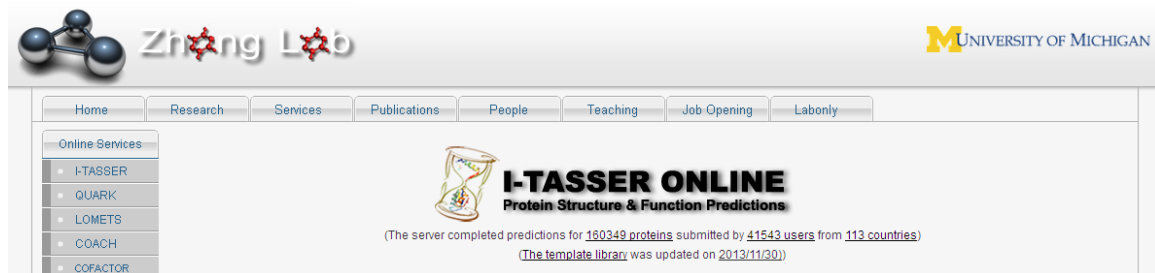 Zhang Lab
UNIVERSITY OF MICHIGAN
Home Research Services Publications People Teaching Job Opening Labonly
Online Services
I-TASSER
QUARK
LOMETS
COACH
COFACTOR
I-TASSER ONLINE
Protein Structure & Function Predictions
(The server completed predictions for 160349 proteins submitted by 41543 users from 113 countries)
(The template library was updated on 2013/11/30))